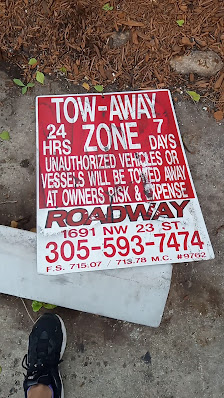 TOW-AWAY
24 ZONE 7
HRS DAYS
UNAUTHORIZED VEHICLES OR
VESSELS WILL BE TOWED AWAY
AT OWNERS RISK & EXPENSE
ROADWAY
1691 NW 23 ST.
305-593-7474
F.S. 715.07 / 713.78 M.C. #9762